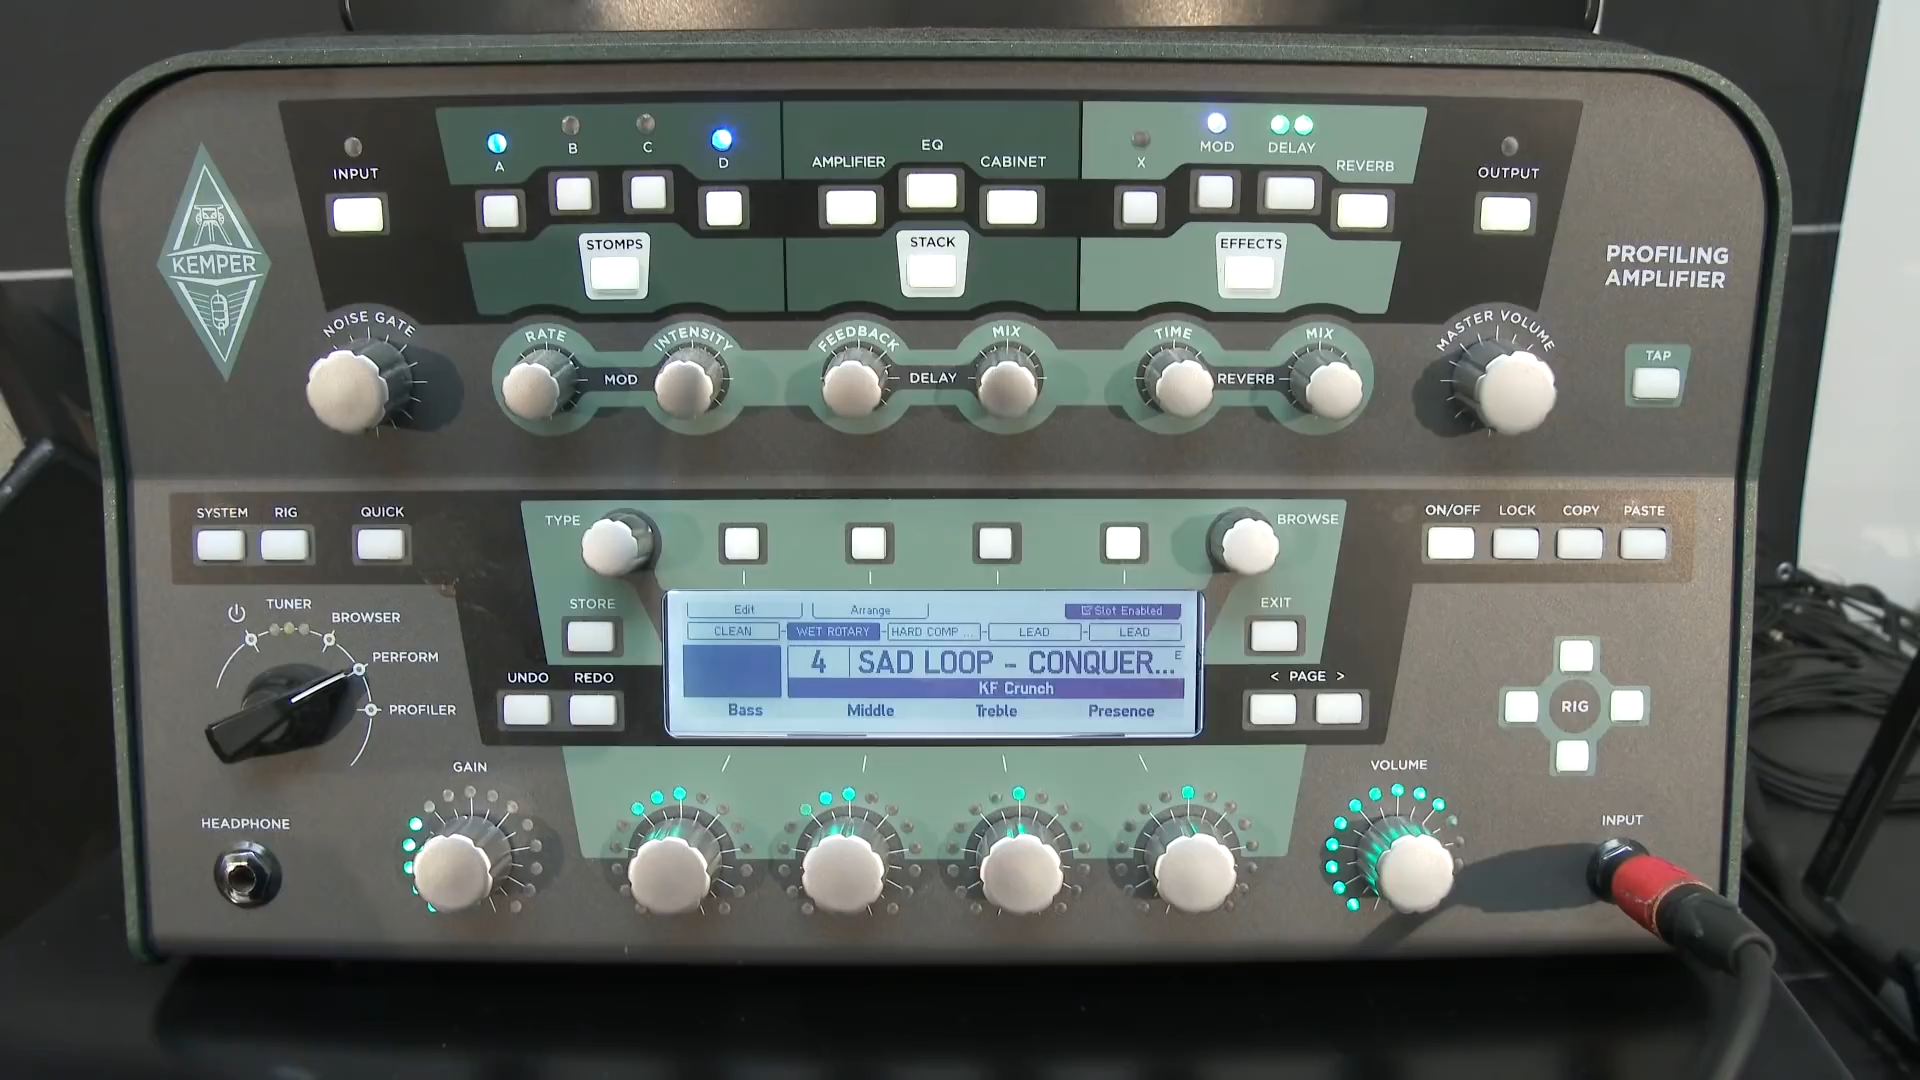 INPUT
A
B
C
D
AMPLIFIER
EQ
CABINET
X
MOD
DELAY
REVERB
OUTPUT
STOMPS
STACK
EFFECTS
KEMPER
PROFILING
AMPLIFIER
NOISE GATE
RATE
INTENSITY
FEEDBACK
MIX
TIME
MIX
MASTER VOLUME
MOD
DELAY
REVERB
TAP
SYSTEM
RIG
QUICK
TYPE
BROWSE
ON/OFF
LOCK
COPY
PASTE
TUNER
BROWSER
PERFORM
PROFILER
STORE
EXIT
UNDO
REDO
< PAGE >
Edit
Arrange
Slot Enabled
CLEAN
WET ROTARY
HARD COMP ...
LEAD
LEAD
4
SAD LOOP - CONQUER...
E
KF Crunch
Bass
Middle
Treble
Presence
RIG
GAIN
VOLUME
HEADPHONE
INPUT